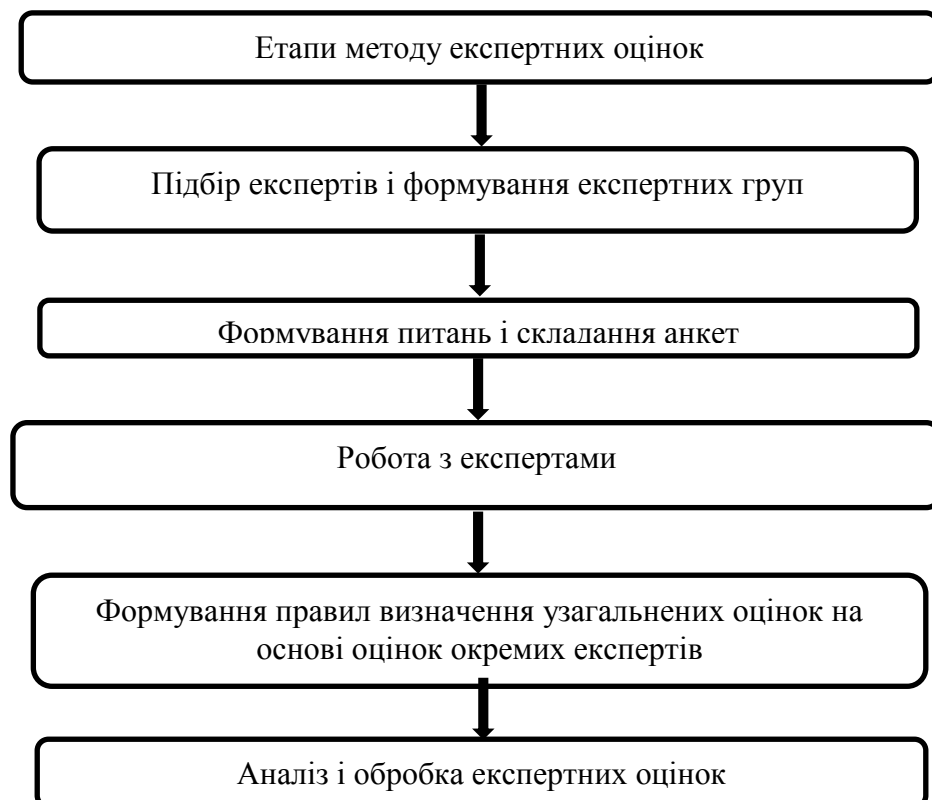 Етапи методу експертних оцінок
Підбір експертів і формування експертних груп
Формування питань і складання анкет
Робота з експертами
Формування правил визначення узагальнених оцінок на
основі оцінок окремих експертів
Аналіз і обробка експертних оцінок